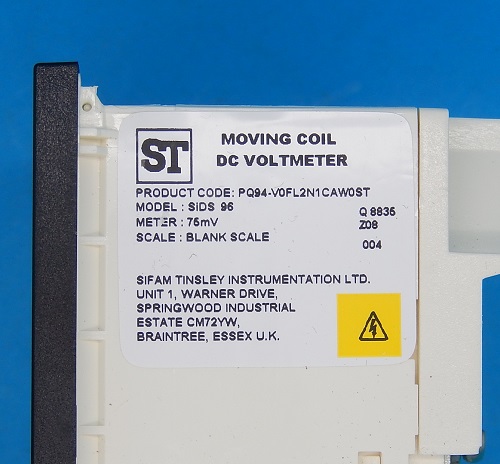 ST
MOVING COIL
DC VOLTMETER
PRODUCT CODE: PQ94-V0FL2N1CAW0ST
MODEL : SiDS 96
METER : 75mV
SCALE : BLANK SCALE
Q 8835
Z08
004
SIFAM TINSLEY INSTRUMENTATION LTD.
UNIT 1, WARNER DRIVE,
SPRINGWOOD INDUSTRIAL
ESTATE CM72YW,
BRAINTREE, ESSEX U.K.